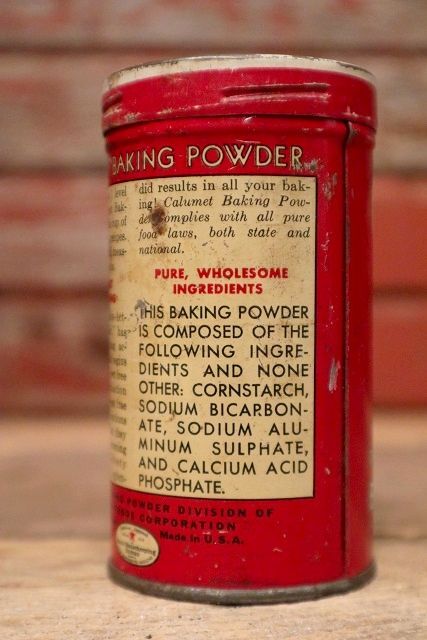 BAKING POWDER
level
did results in all your bak-
ing! Calumet Baking Pow-
der complies with all pure
food laws, both state and
national.
PURE, WHOLESOME
INGREDIENTS
THIS BAKING POWDER
IS COMPOSED OF THE
FOLLOWING INGRE-
DIENTS AND NONE
OTHER: CORNSTARCH,
SODIUM BICARBON-
ATE, SODIUM ALU-
MINUM SULPHATE,
AND CALCIUM ACID
PHOSPHATE.
POWDER DIVISION OF
CORPORATION
Made in U.S.A.